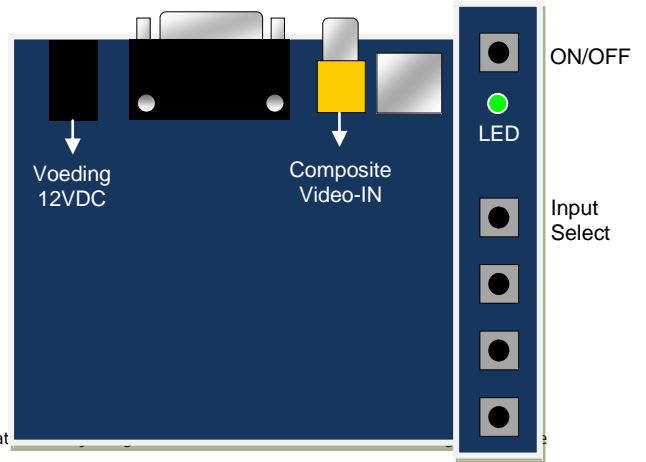 ON/OFF
LED
Voeding
12VDC
Composite
Video-IN
Input
Select